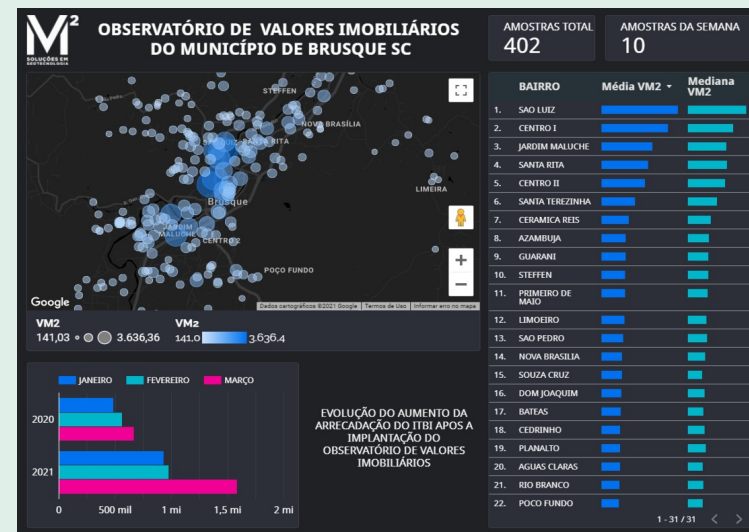 M²
SOLUÇÕES EM
GEOTECNOLOGIA
OBSERVATÓRIO DE VALORES IMOBILIÁRIOS
DO MUNICÍPIO DE BRUSQUE SC
AMOSTRAS TOTAL
402
AMOSTRAS DA SEMANA
10
STEFFEN
NOVA BRASÍLIA
SANTA RITA
LIMEIRA
Brusque
JARDIM
MALUCHE
CENTRO 2
POÇO FUNDO
Google
Dados cartográficos ©2021 Google
Termos de Uso
Informar erro no mapa
VM2
141,03
3.636,36
VM2
141,0
3.636,4
BAIRRO Média VM2 Mediana
VM2
1. SAO LUIZ
2. CENTRO I
3. JARDIM MALUCHE
4. SANTA RITA
5. CENTRO II
6. SANTA TEREZINHA
7. CERAMICA REIS
8. AZAMBUJA
9. GUARANI
10. STEFFEN
11. PRIMEIRO DE
MAIO
12. LIMOEIRO
13. SAO PEDRO
14. NOVA BRASILIA
15. SOUZA CRUZ
16. DOM JOAQUIM
17. BATEAS
18. CEDRINHO
19. PLANALTO
20. AGUAS CLARAS
21. RIO BRANCO
22. POCO FUNDO
1 - 31 / 31
JANEIRO FEVEREIRO MARÇO
2020
2021
0 500 mil 1 mi 1,5 mi 2 mi
EVOLUÇÃO DO AUMENTO DA
ARRECADAÇÃO DO ITBI APOS A
IMPLANTAÇÃO DO
OBSERVATÓRIO DE VALORES
IMOBILIÁRIOS